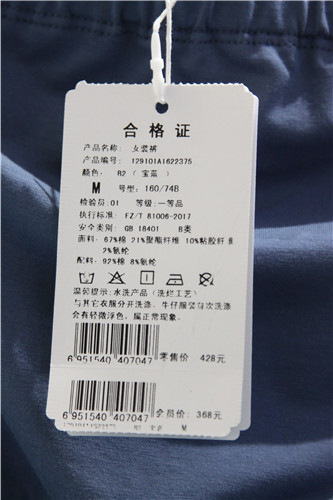 合格证
产品名称: 女装裤
产品编号: 129101A1622375
颜色: B2 (宝蓝)
M 号型: 160/74B
检验员:01 等级:一等品
执行标准: FZ/T 81006-2017
安全类别: GB 18401 B类
面料: 67%棉 21%聚酯纤维 10%粘胶纤维
2%氨纶
配料: 92%棉 8%氨纶
温馨提示:水洗产品(洗烂工艺)
与其它衣服分开洗涤 牛仔服装首次洗涤
会有轻微浮色, 属正常现象.
6 951540 407047 零售价 428元
6 951540 407047 会员价: 368元
129101A1622375 B2 宝蓝 M